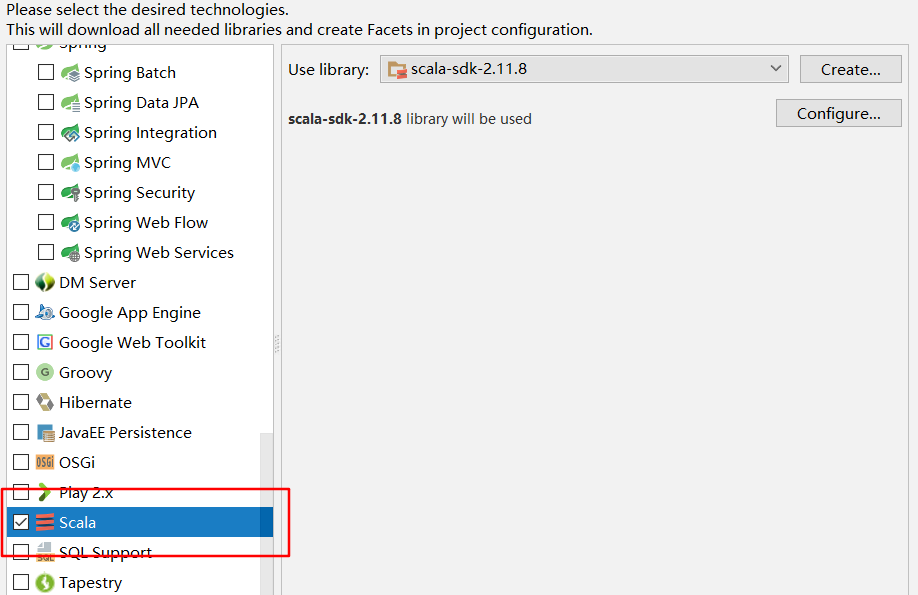 Please select the desired technologies.
This will download all needed libraries and create Facets in project configuration.
Spring
Spring Batch
Spring Data JPA
Spring Integration
Spring MVC
Spring Security
Spring Web Flow
Spring Web Services
DM Server
Google App Engine
G Google Web Toolkit
G Groovy
Hibernate
JavaEE Persistence
OSGi OSGi
Play 2.x
Scala
SQL SQL Support
Tapestry
Use library: scala-sdk-2.11.8 Create...
scala-sdk-2.11.8 library will be used Configure...